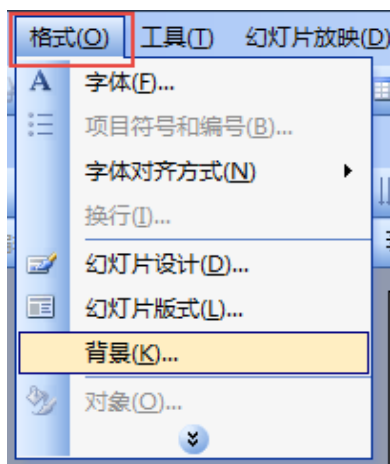 格式(O) 工具(T) 幻灯片放映(D)
字体(F)...
项目符号和编号(B)...
字体对齐方式(N)
换行(I)...
幻灯片设计(D)...
幻灯片版式(L)...
背景(K)...
对象(O)...